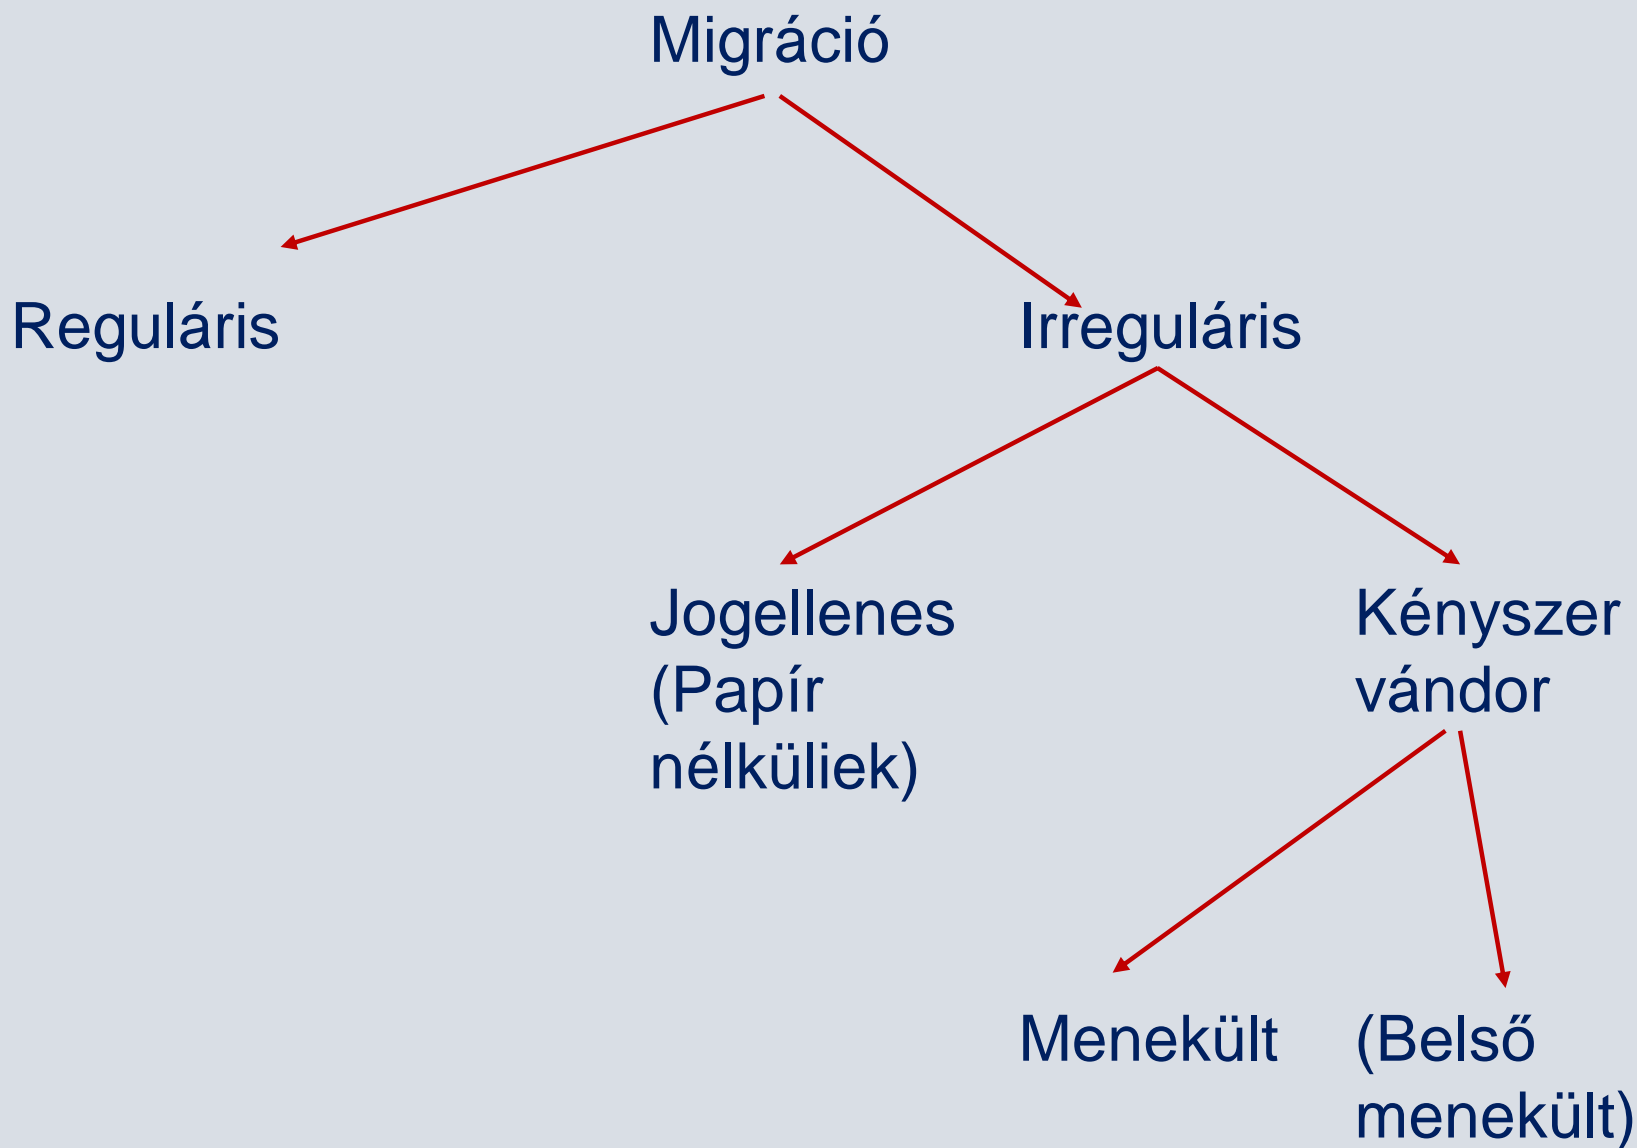 Migráció
Reguláris
Irreguláris
Jogellenes
(Papír
nélküliek)
Kényszer
vándor
Menekült
(Belső
menekült)